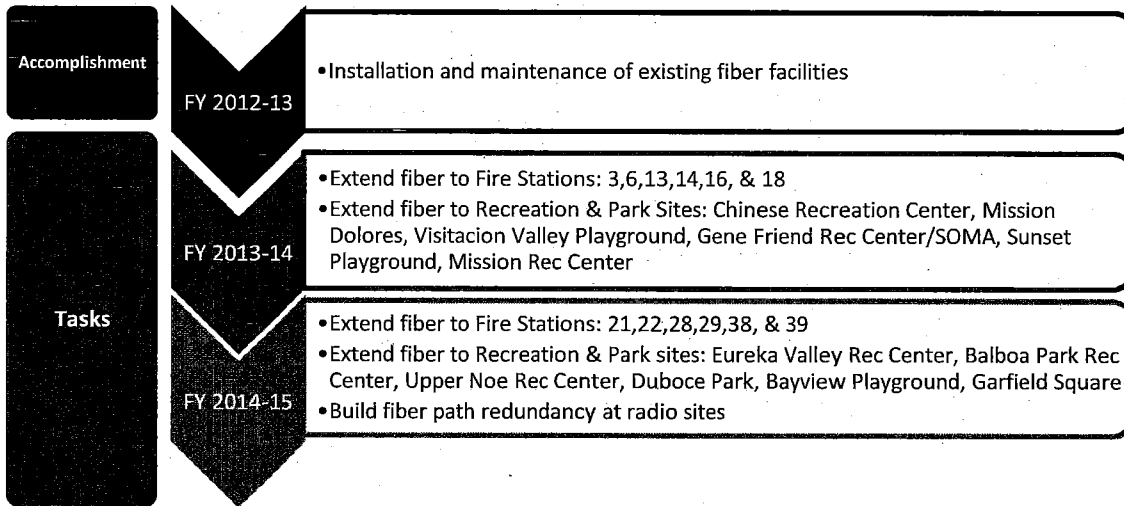 Accomplishment
FY 2012-13
•Installation and maintenance of existing fiber facilities
Tasks
FY 2013-14
•Extend fiber to Fire Stations: 3,6,13,14,16, & 18
•Extend fiber to Recreation & Park Sites: Chinese Recreation Center, Mission
Dolores, Visitacion Valley Playground, Gene Friend Rec Center/SOMA, Sunset
Playground, Mission Rec Center
FY 2014-15
•Extend fiber to Fire Stations: 21,22,28,29,38, & 39
•Extend fiber to Recreation & Park sites: Eureka Valley Rec Center, Balboa Park Rec
Center, Upper Noe Rec Center, Duboce Park, Bayview Playground, Garfield Square
•Build fiber path redundancy at radio sites